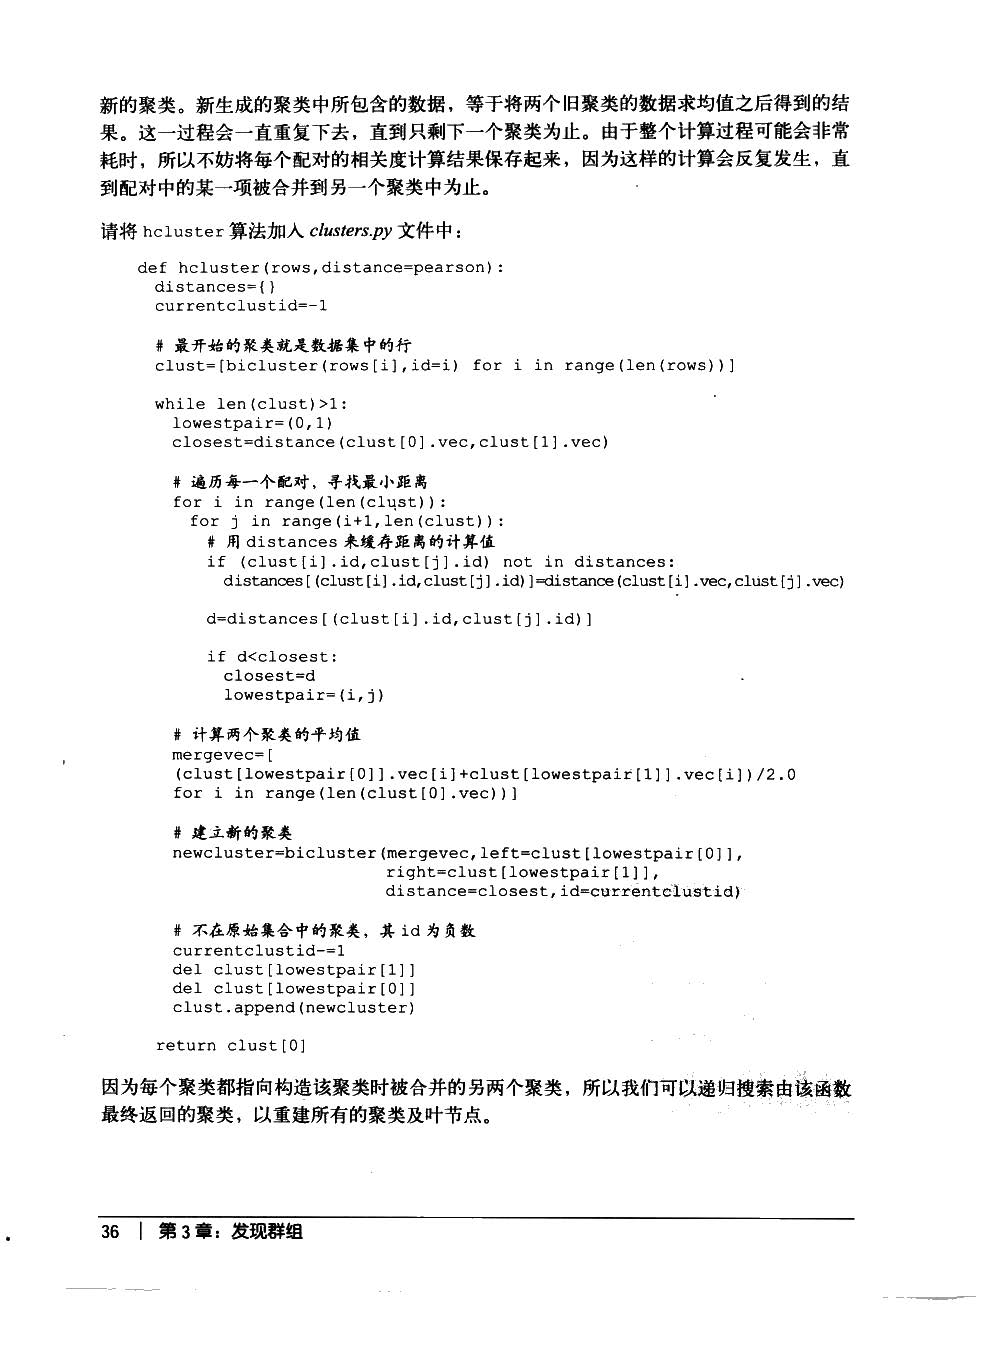 新的聚类。新生成的聚类中所包含的数据，等于将两个旧聚类的数据求均值之后得到的结
果。这一过程会一直重复下去，直到只剩下一个聚类为止。由于整个计算过程可能会非常
耗时，所以不妨将每个配对的相关度计算结果保存起来，因为这样的计算会反复发生，直
到配对中的某一项被合并到另一个聚类中为止。
请将 hcluster 算法加入 clusters.py 文件中：
def hcluster(rows,distance=pearson):
  distances={}
  currentclustid=-1
  # 最开始的聚类就是数据集中的行
  clust=[bicluster(rows[i],id=i) for i in range(len(rows))]
  while len(clust)>1:
    lowestpair=(0,1)
    closest=distance(clust[0].vec,clust[1].vec)
    # 遍历每一个配对，寻找最小距离
    for i in range(len(clust)):
      for j in range(i+1,len(clust)):
        # 用 distances 来缓存距离的计算值
        if (clust[i].id,clust[j].id) not in distances:
          distances[(clust[i].id,clust[j].id)]=distance(clust[i].vec,clust[j].vec)
        d=distances[(clust[i].id,clust[j].id)]
        if d<closest:
          closest=d
          lowestpair=(i,j)
    # 计算两个聚类的平均值
    mergevec=[
    (clust[lowestpair[0]].vec[i]+clust[lowestpair[1]].vec[i])/2.0
    for i in range(len(clust[0].vec))]
    # 建立新的聚类
    newcluster=bicluster(mergevec,left=clust[lowestpair[0]],
                         right=clust[lowestpair[1]],
                         distance=closest,id=currentclustid)
    # 不在原始集合中的聚类，其 id 为负数
    currentclustid-=1
    del clust[lowestpair[1]]
    del clust[lowestpair[0]]
    clust.append(newcluster)
  return clust[0]
因为每个聚类都指向构造该聚类时被合并的另两个聚类，所以我们可以递归搜索由该函数
最终返回的聚类，以重建所有的聚类及叶节点。
36 | 第 3 章：发现群组